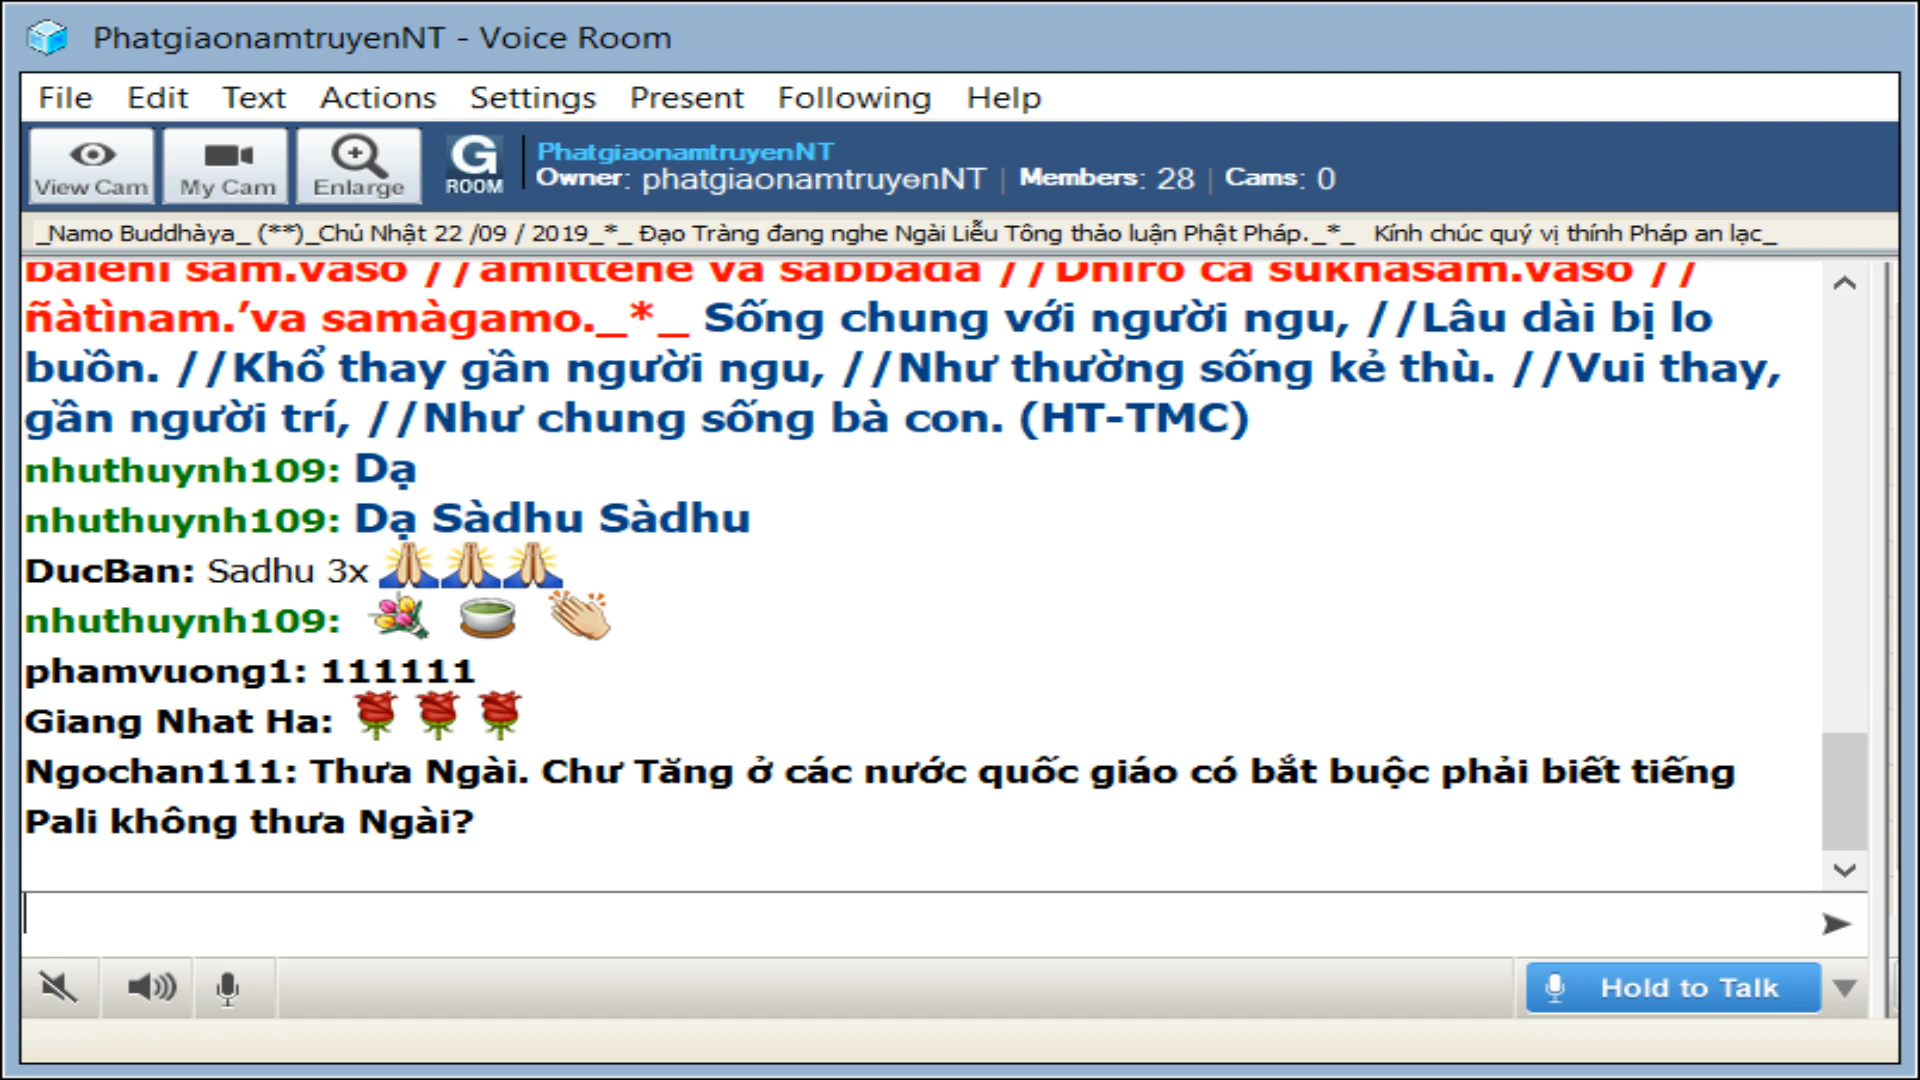 PhatgiaonamtruyenNT - Voice Room
File Edit Text Actions Settings Present Following Help
View Cam My Cam Enlarge G ROOM
PhatgiaonamtruyenNT
Owner: phatgiaonamtruyenNT | Members: 28 | Cams: 0
_Namo Buddhàya_ (**)_Chủ Nhật 22 /09 / 2019_*_ Đạo Tràng đang nghe Ngài Liễu Tông thảo luận Phật Pháp._*_ Kính chúc quý vị thính Pháp an lạc_
//amittene //Dhiro ca //
ñàtìnam.’va samàgamo._*_ Sống chung với người ngu, //Lâu dài bị lo
buồn. //Khổ thay gần người ngu, //Như thường sống kẻ thù. //Vui thay,
gần người trí, //Như chung sống bà con. (HT-TMC)
nhuthuynh109: Dạ
nhuthuynh109: Dạ Sàdhu Sàdhu
DucBan: Sadhu 3x
nhuthuynh109:
phamvuong1: 111111
Giang Nhat Ha:
Ngochan111: Thưa Ngài. Chư Tăng ở các nước quốc giáo có bắt buộc phải biết tiếng
Pali không thưa Ngài?
Hold to Talk